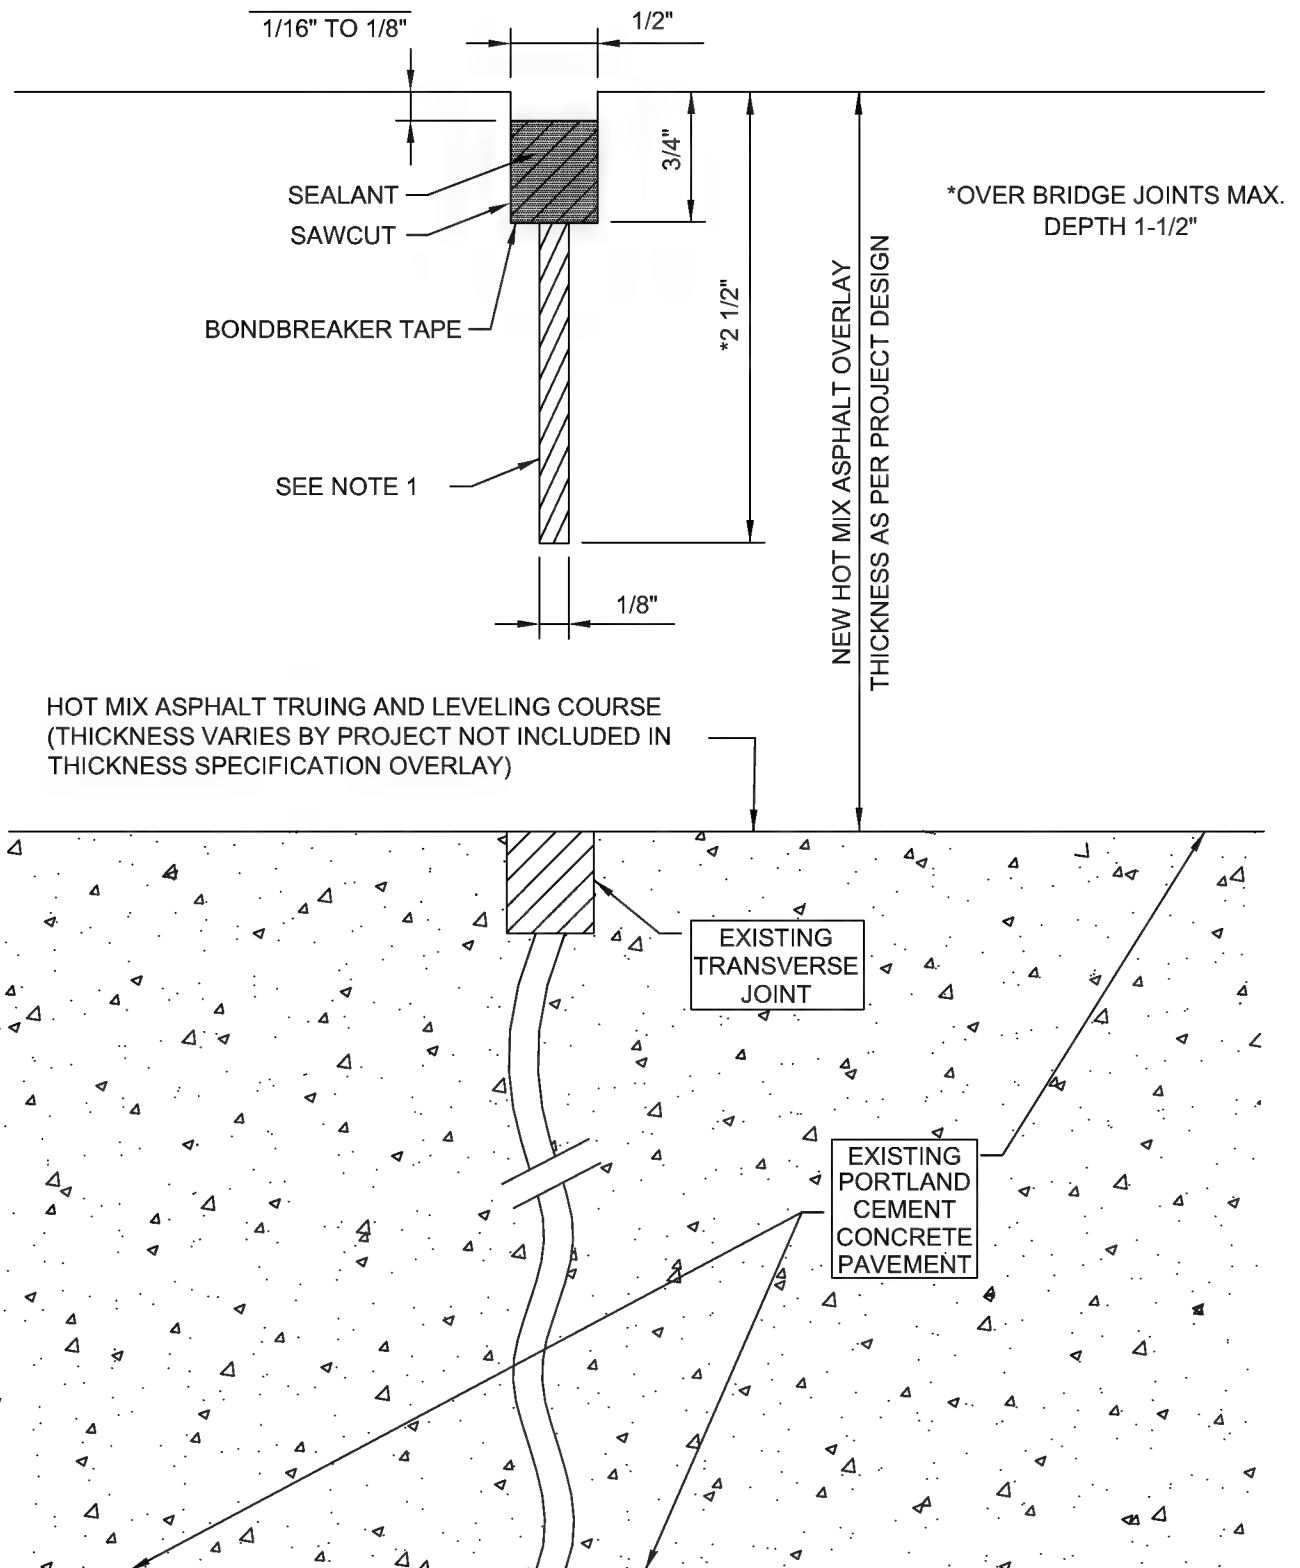 1/16" TO 1/8"
1/2"
3/4"
SEALANT
SAWCUT
*OVER BRIDGE JOINTS MAX.
DEPTH 1-1/2"
BONDBREAKER TAPE
*2 1/2"
NEW HOT MIX ASPHALT OVERLAY
THICKNESS AS PER PROJECT DESIGN
SEE NOTE 1
1/8"
HOT MIX ASPHALT TRUING AND LEVELING COURSE
(THICKNESS VARIES BY PROJECT NOT INCLUDED IN
THICKNESS SPECIFICATION OVERLAY)
EXISTING
TRANSVERSE
JOINT
EXISTING
PORTLAND
CEMENT
CONCRETE
PAVEMENT